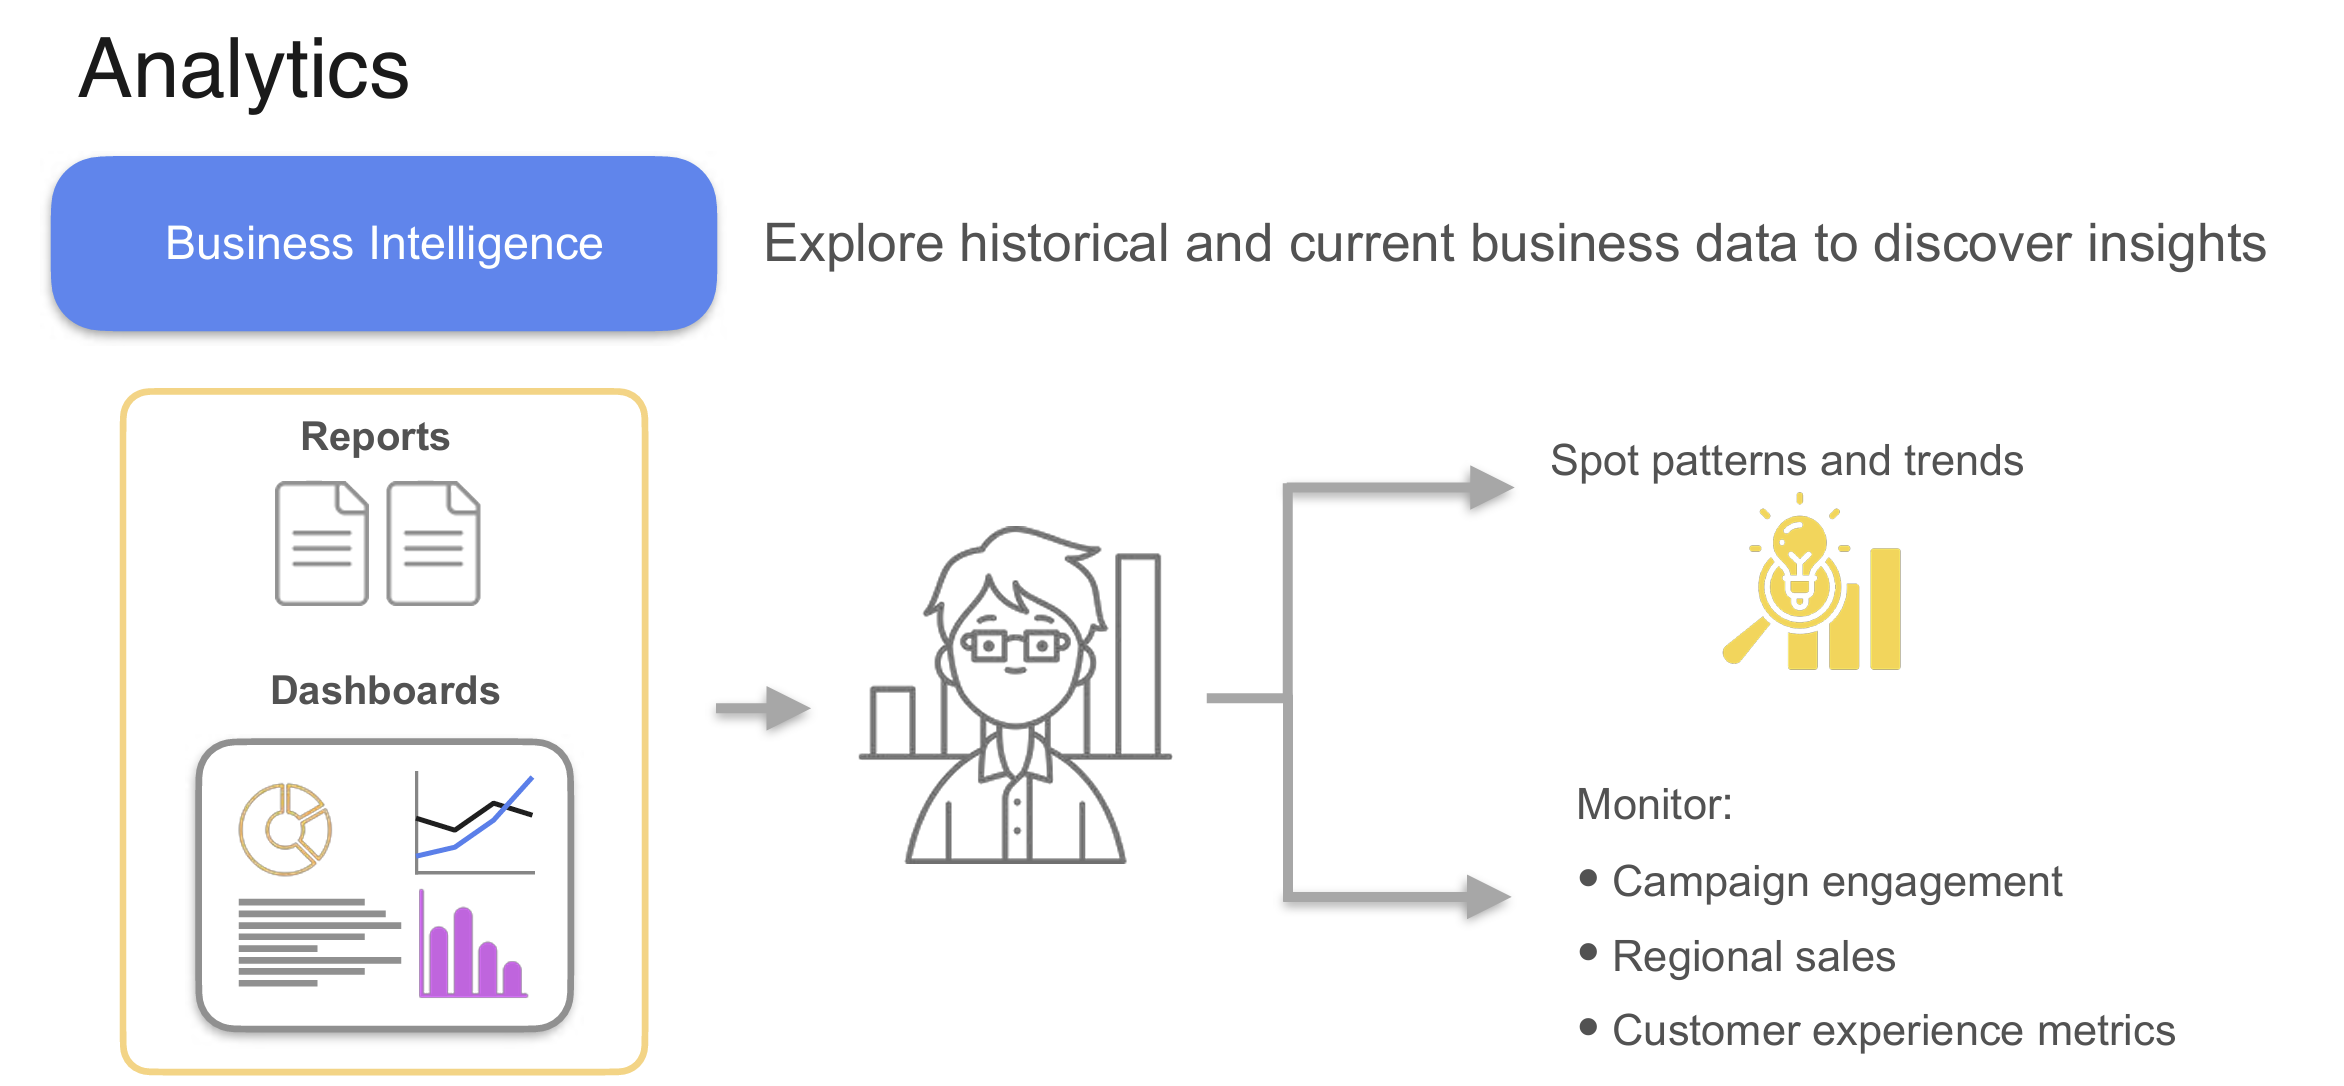 Analytics
Business Intelligence
Explore historical and current business data to discover insights
Reports
Dashboards
Spot patterns and trends
Monitor:
• Campaign engagement
• Regional sales
• Customer experience metrics